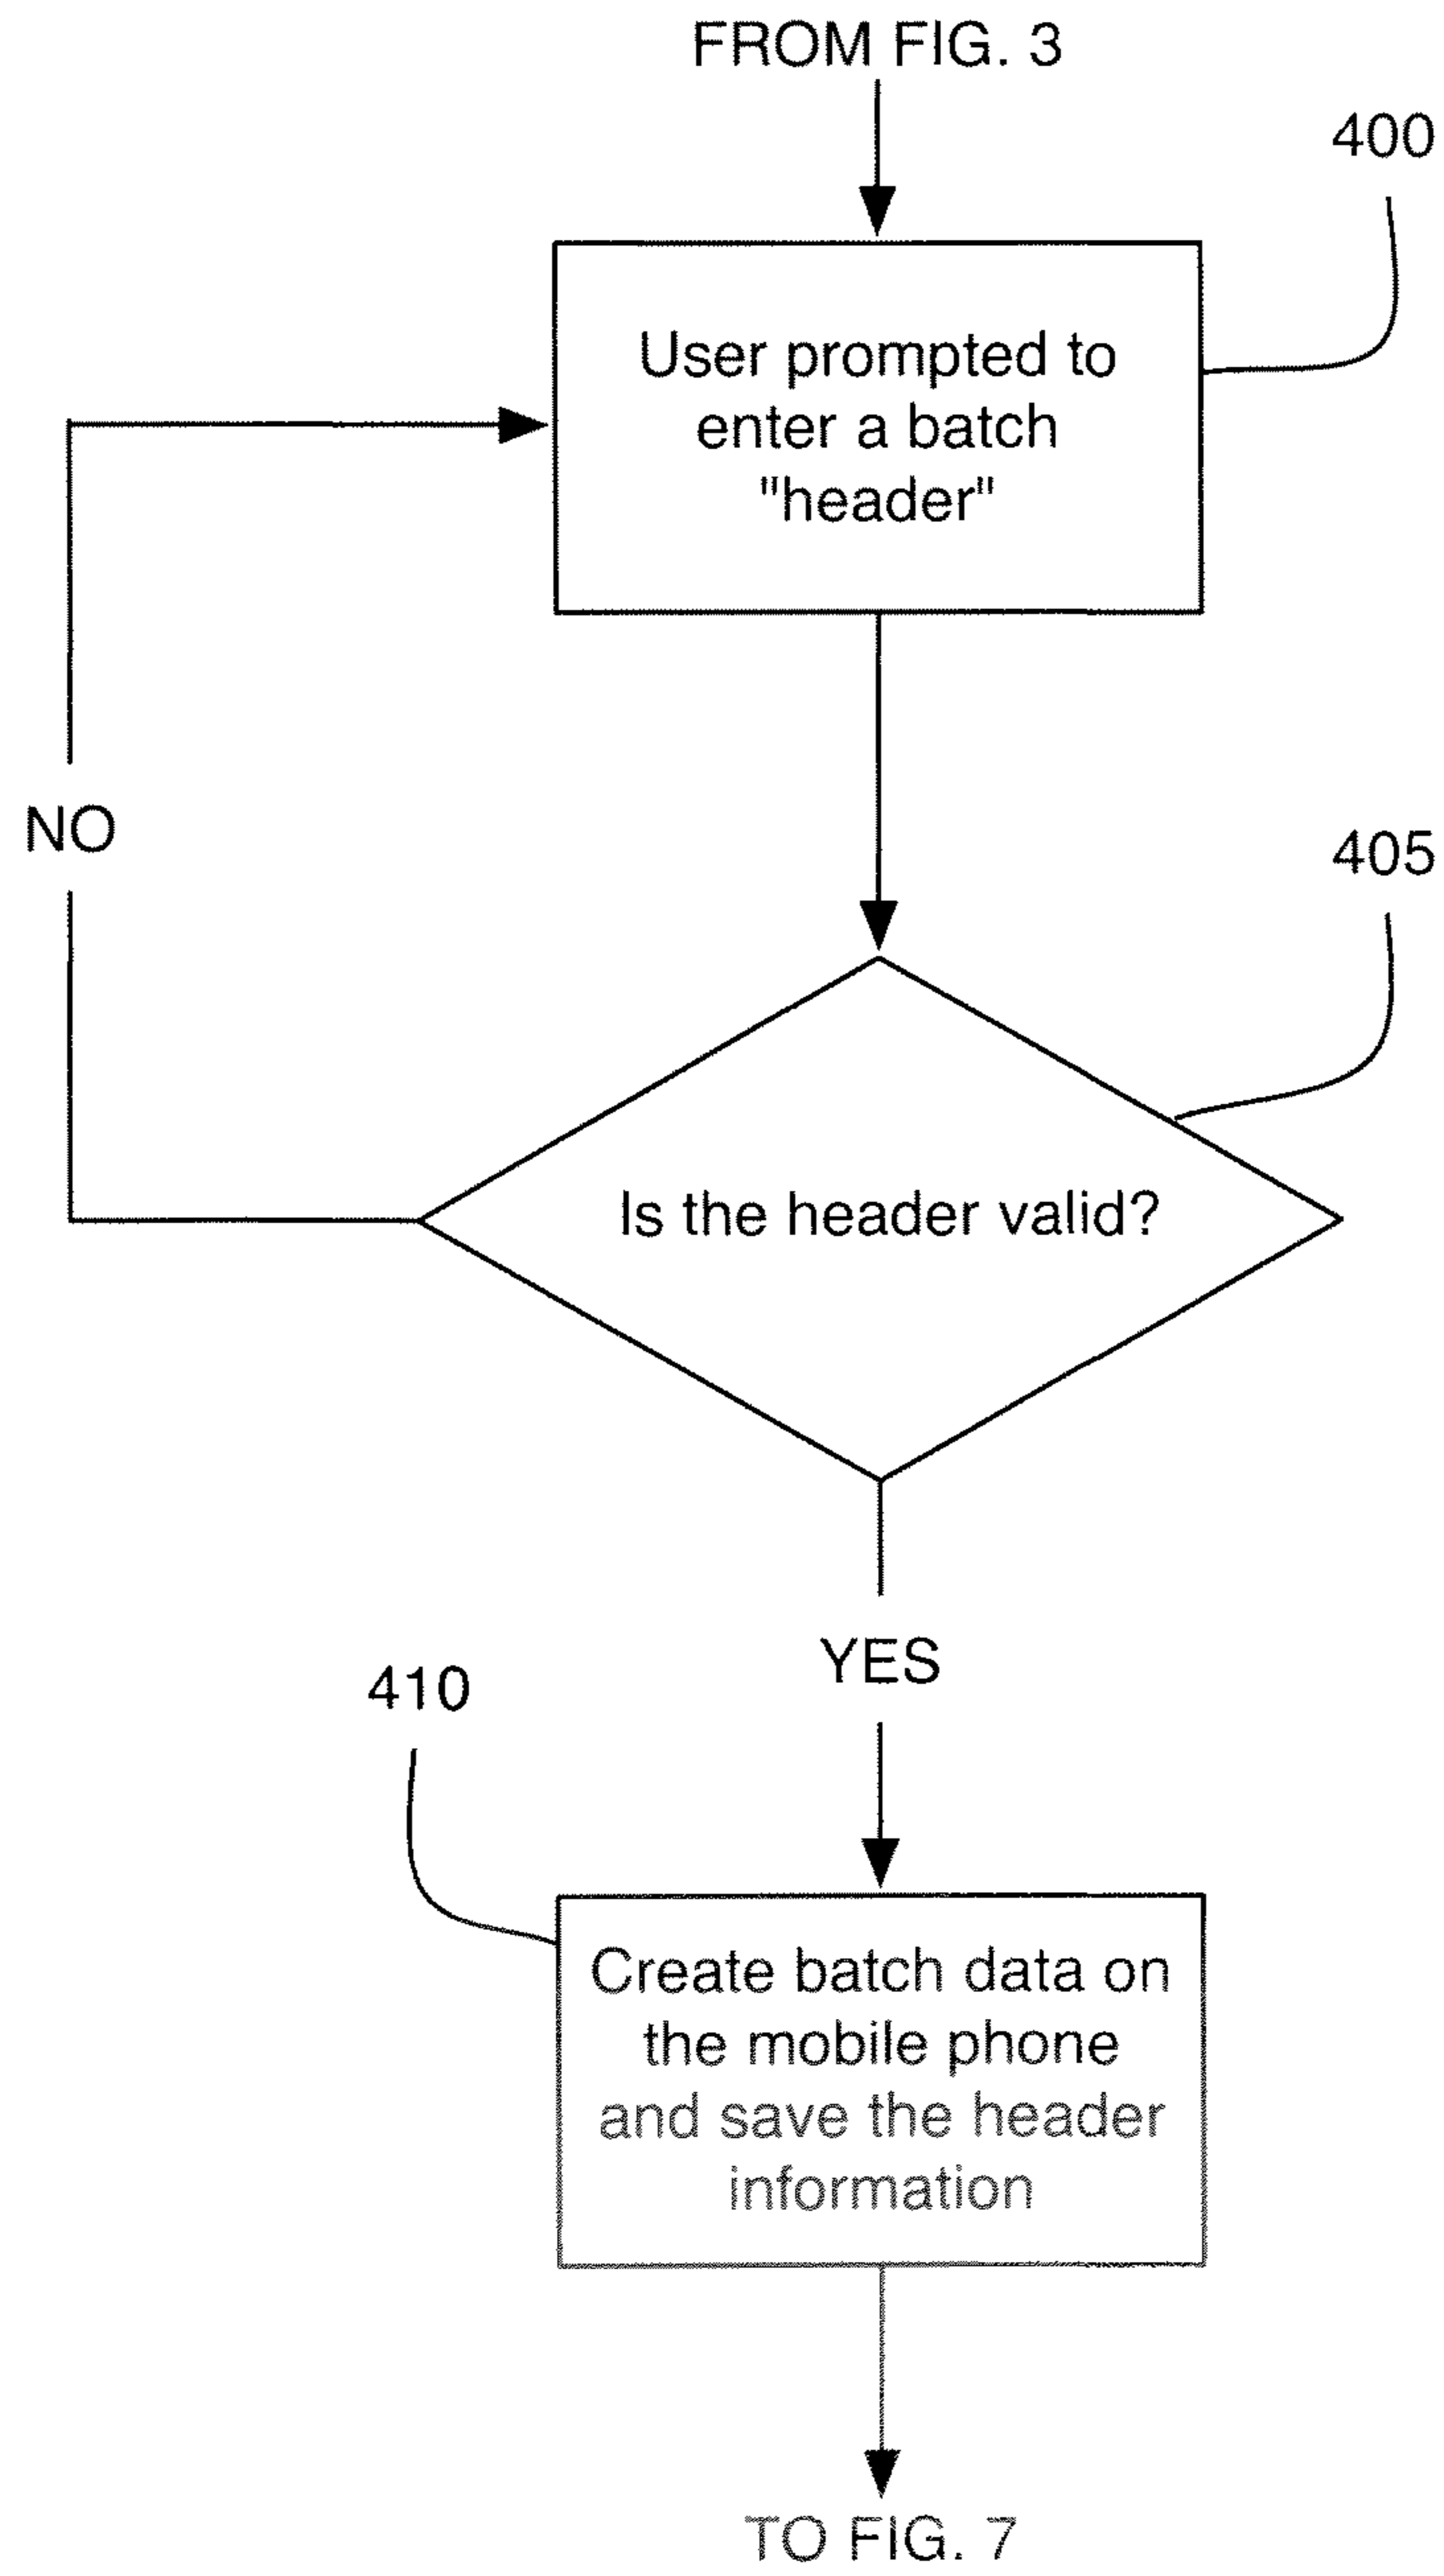 FROM FIG. 3
400
User prompted to
enter a batch
"header"
NO
405
Is the header valid?
YES
410
Create batch data on
the mobile phone
and save the header
information
TO FIG. 7